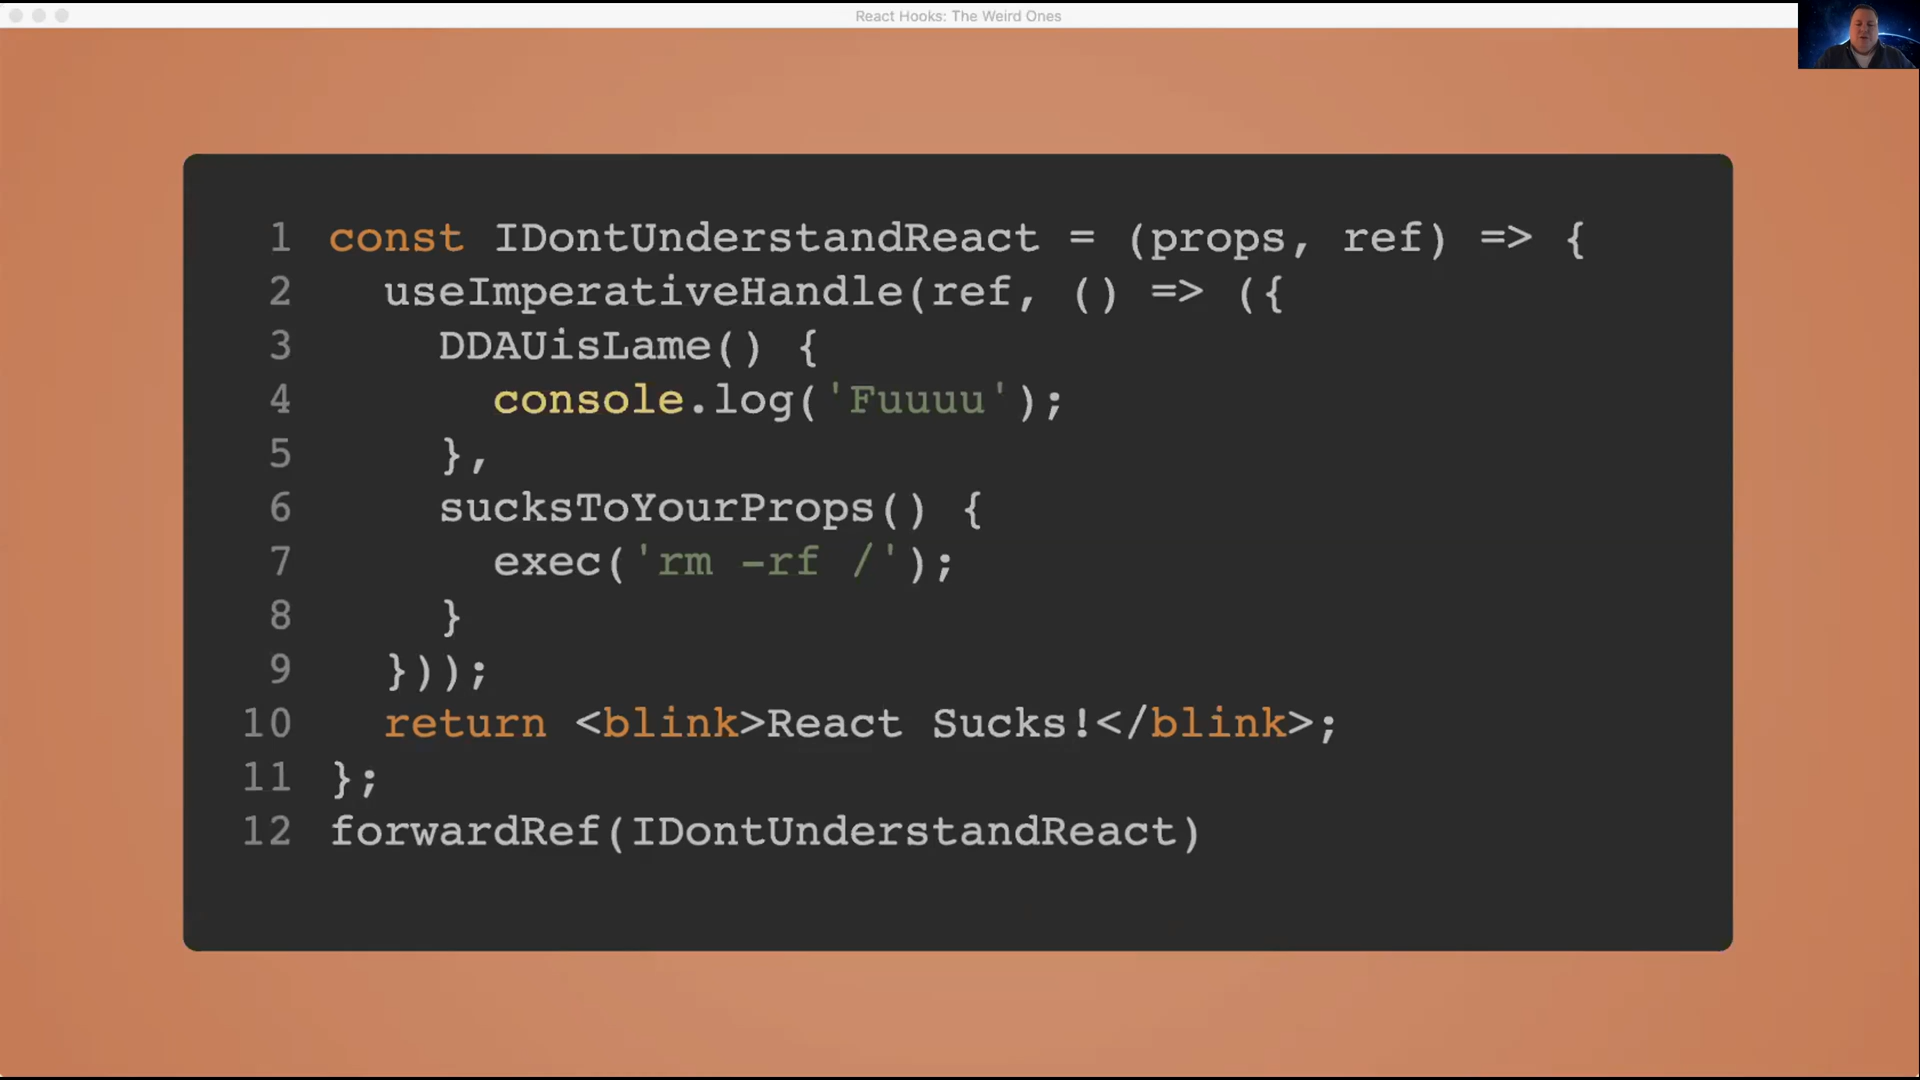 React Hooks: The Weird Ones
1 const IDontUnderstandReact = (props, ref) => {
2 useImperativeHandle(ref, () => ({
3 DDAUisLame() {
4 console.log('Fuuuu');
5 },
6 sucksToYourProps() {
7 exec('rm -rf /');
8 }
9 }));
10 return <blink>React Sucks!</blink>;
11 };
12 forwardRef(IDontUnderstandReact)